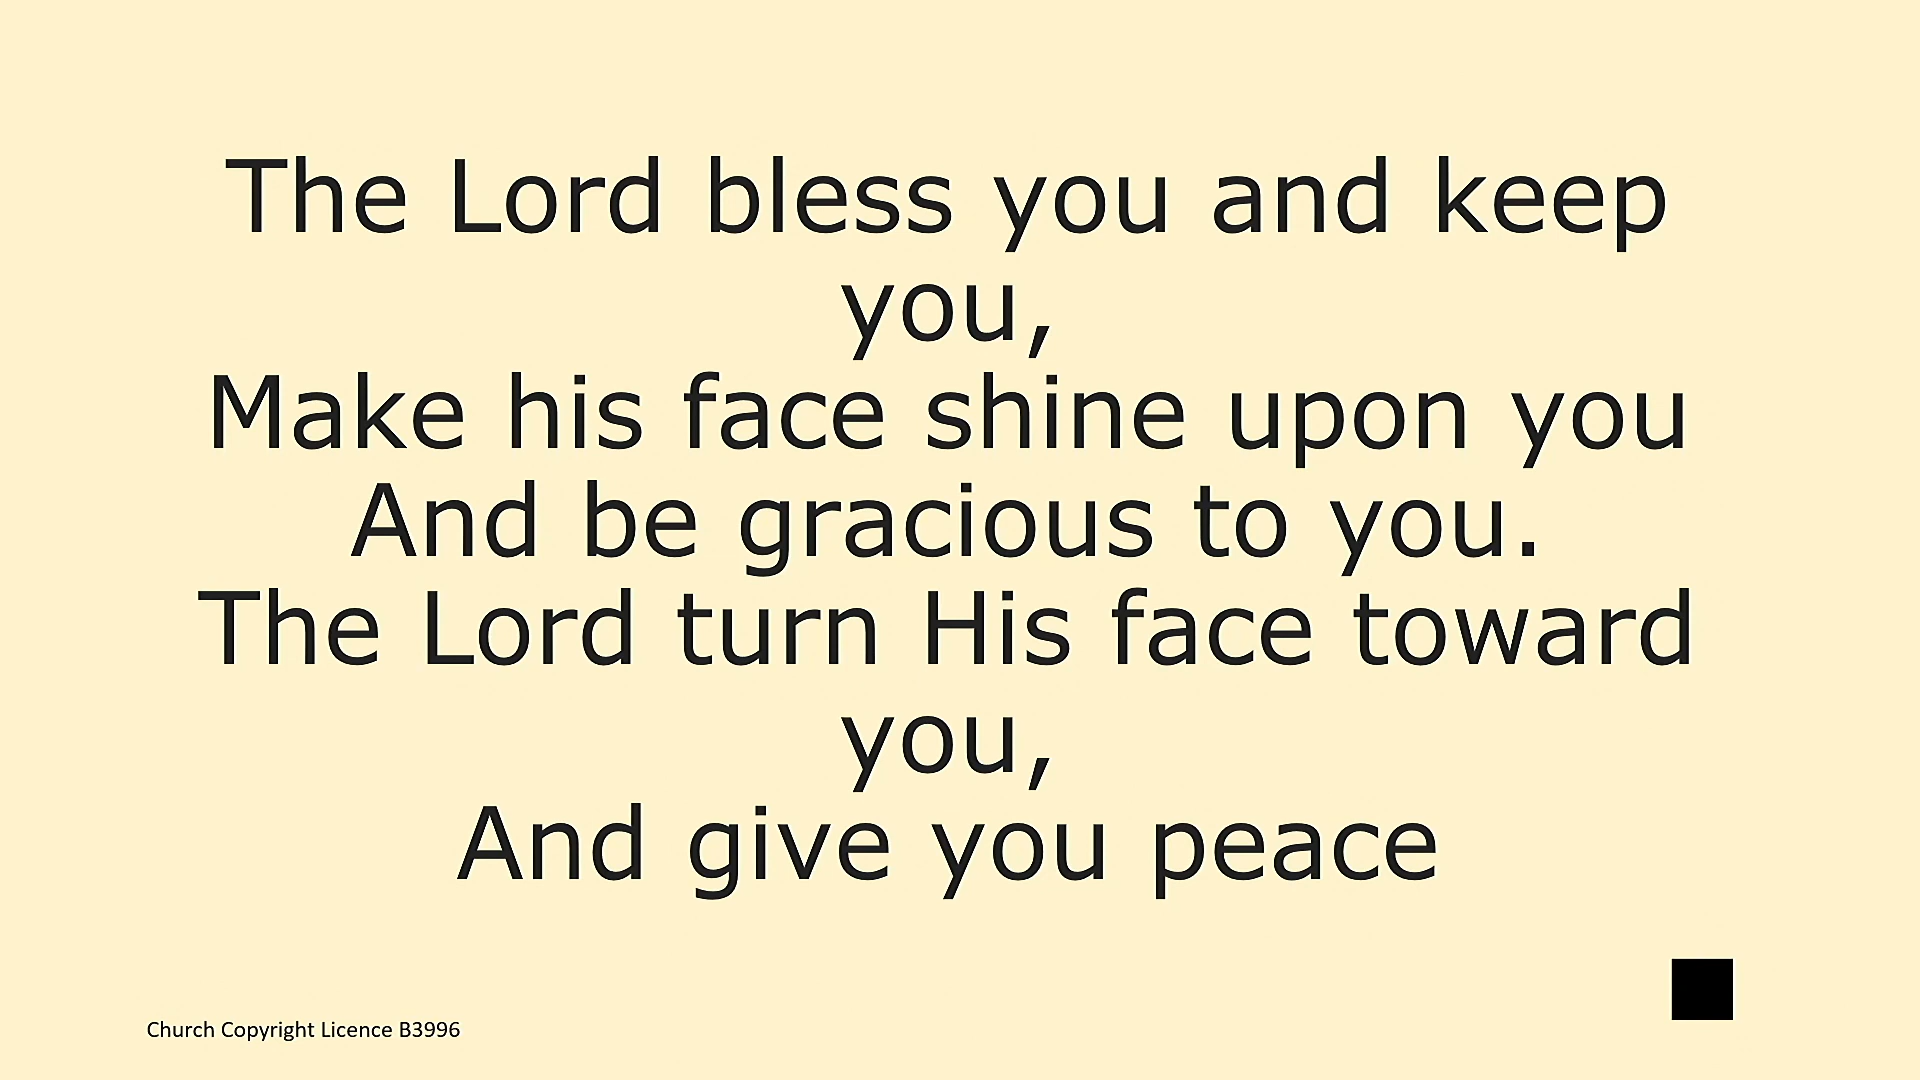 The Lord bless you and keep
you,
Make his face shine upon you
And be gracious to you.
The Lord turn His face toward
you,
And give you peace
Church Copyright Licence B3996